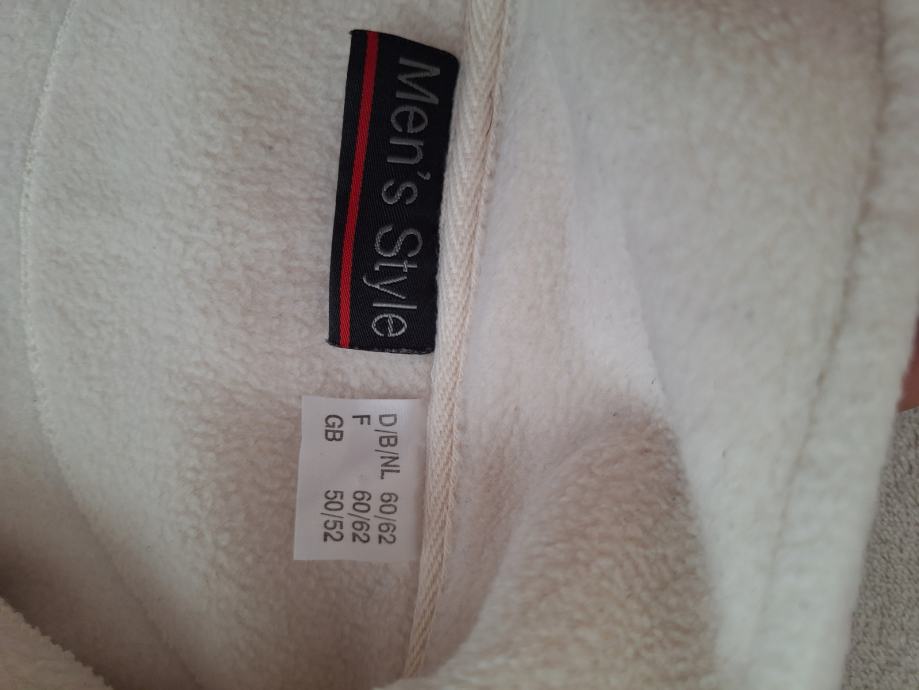 Men's Style
D/B/NL 60/62
F 60/62
GB 50/52